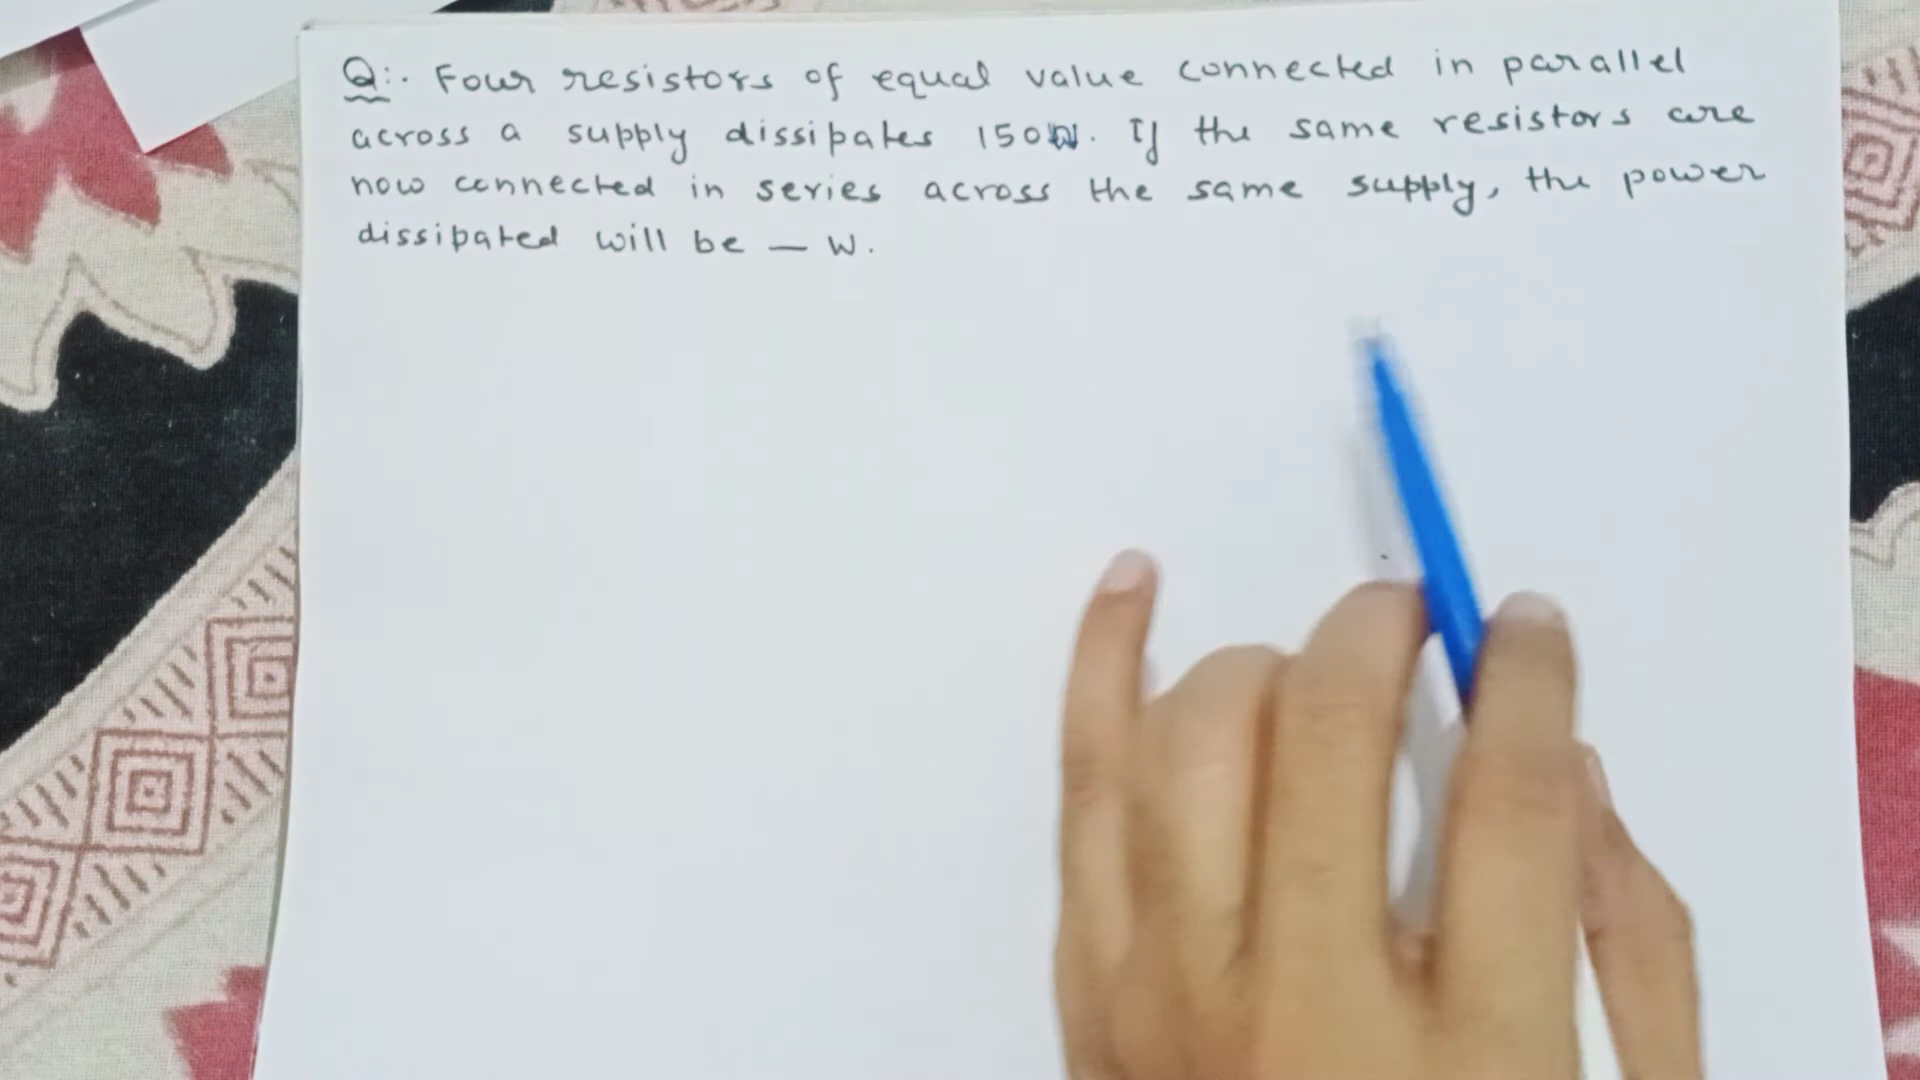 Q:. Four resistors of equal value connected in parallel
across a supply dissipates 150W. If the same resistors are
now connected in series across the same supply, the power
dissipated will be — W.